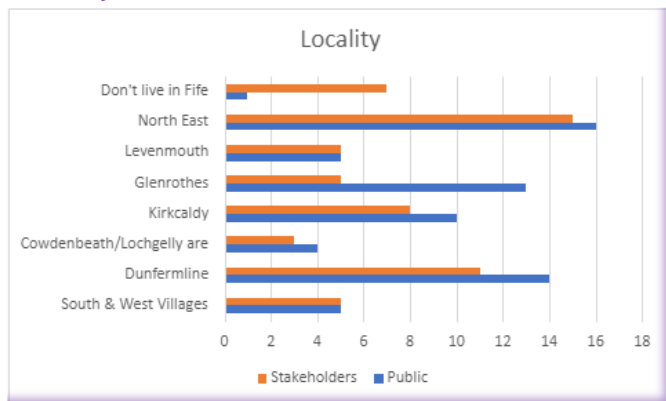 Locality
Don't live in Fife
North East
Levenmouth
Glenrothes
Kirkcaldy
Cowdenbeath/Lochgelly are
Dunfermline
South & West Villages
0 2 4 6 8 10 12 14 16 18
Stakeholders Public